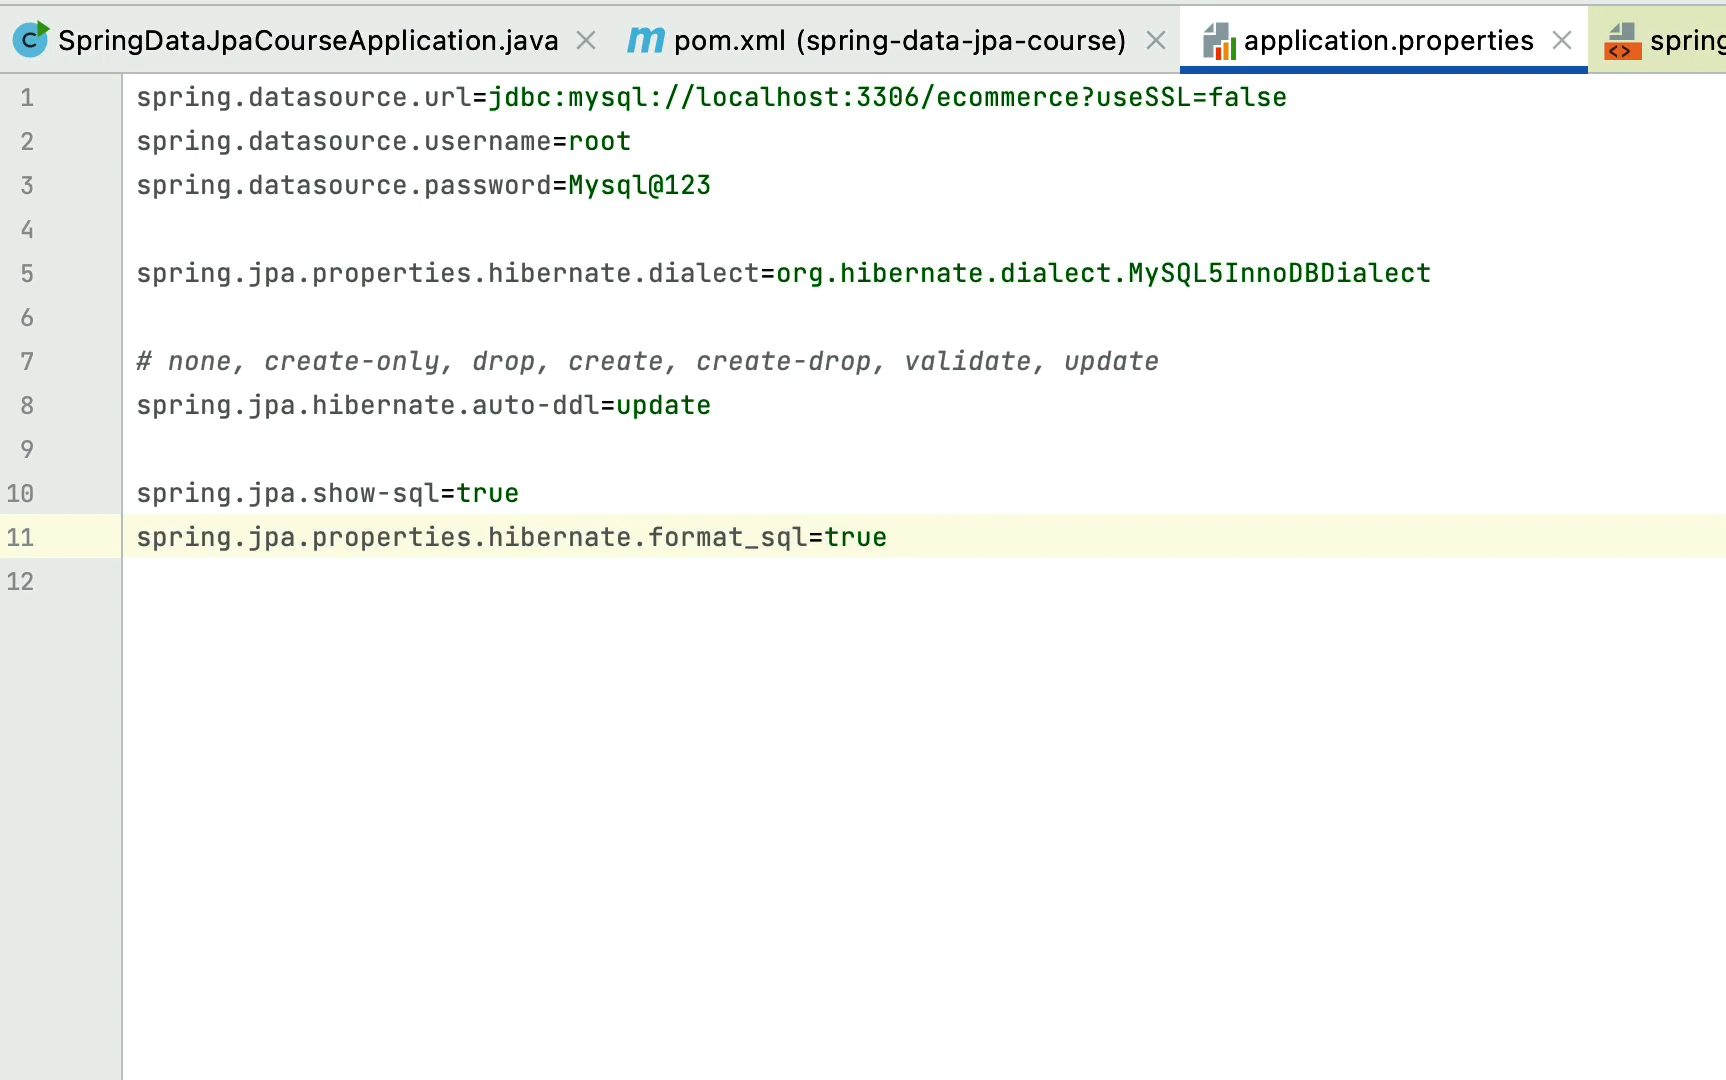 SpringDataJpaCourseApplication.java pom.xml (spring-data-jpa-course) application.properties spring
1 spring.datasource.url=jdbc:mysql://localhost:3306/ecommerce?useSSL=false
2 spring.datasource.username=root
3 spring.datasource.password=Mysql@123
4
5 spring.jpa.properties.hibernate.dialect=org.hibernate.dialect.MySQL5InnoDBDialect
6
7 # none, create-only, drop, create, create-drop, validate, update
8 spring.jpa.hibernate.auto-ddl=update
9
10 spring.jpa.show-sql=true
11 spring.jpa.properties.hibernate.format_sql=true
12